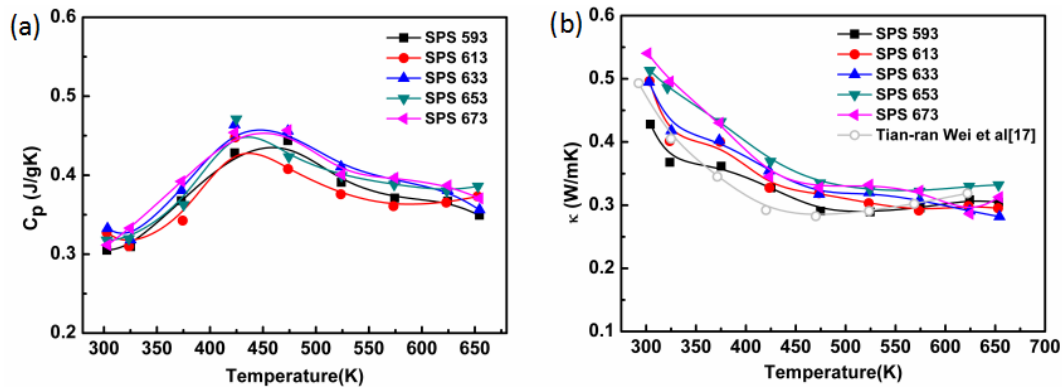 (a)
0.6
0.5
0.4
0.3
0.2
Cp (J/gK)
SPS 593
SPS 613
SPS 633
SPS 653
SPS 673
300 350 400 450 500 550 600 650
Temperature(K)
(b)
0.6
0.5
0.4
0.3
0.2
0.1
κ (W/mK)
SPS 593
SPS 613
SPS 633
SPS 653
SPS 673
Tian-ran Wei et al[17]
300 350 400 450 500 550 600 650 700
Temperature(K)